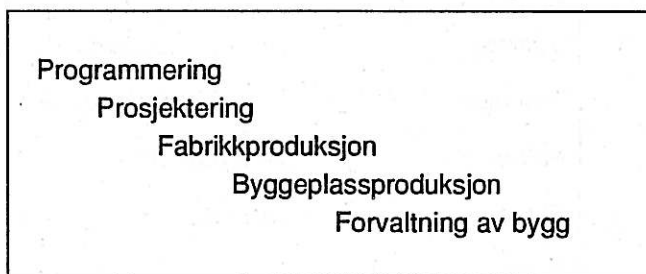 Programmering
Prosjektering
Fabrikkproduksjon
Byggeplassproduksjon
Forvaltning av bygg